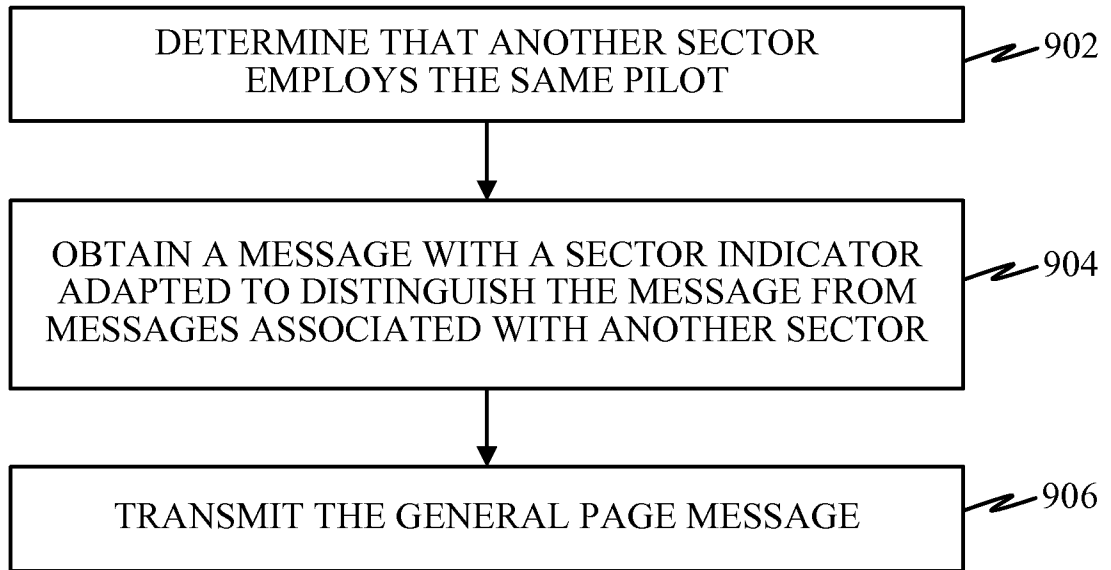 DETERMINE THAT ANOTHER SECTOR
EMPLOYS THE SAME PILOT
902
OBTAIN A MESSAGE WITH A SECTOR INDICATOR
ADAPTED TO DISTINGUISH THE MESSAGE FROM
MESSAGES ASSOCIATED WITH ANOTHER SECTOR
904
TRANSMIT THE GENERAL PAGE MESSAGE
906